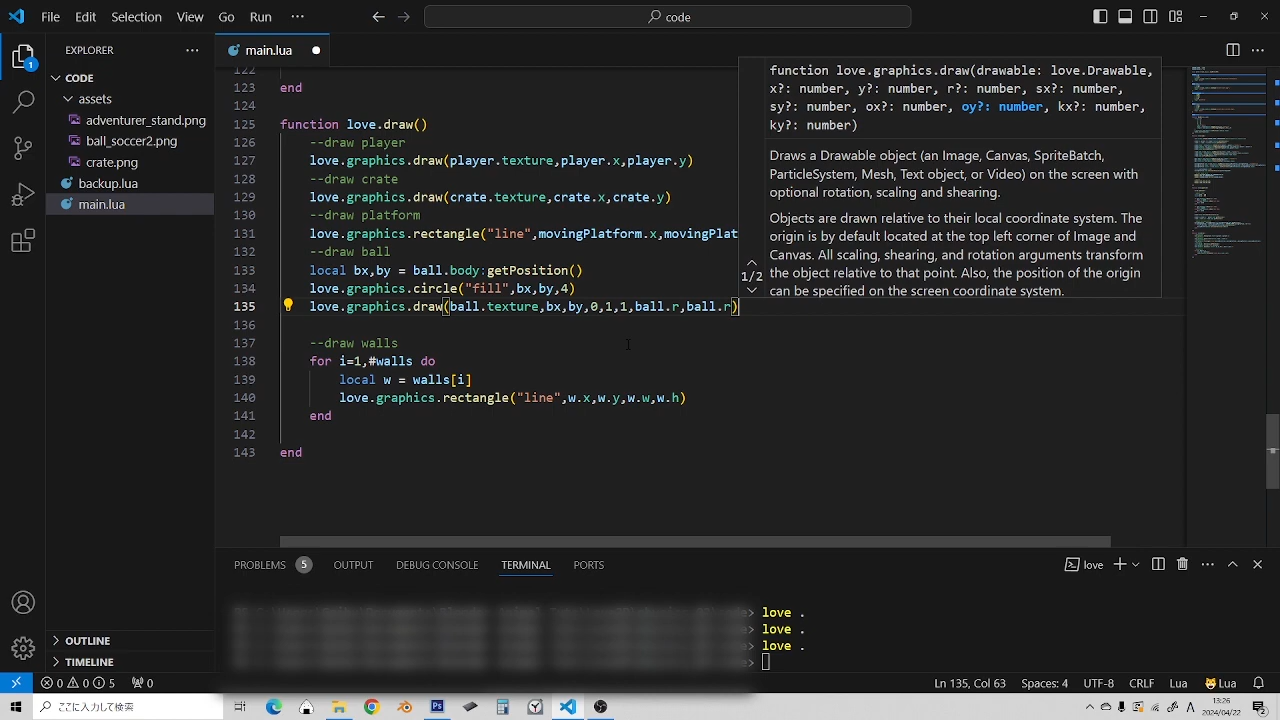 File Edit Selection View Go Run ···
code
EXPLORER
main.lua
1
CODE
assets
adventurer_stand.png
ball_soccer2.png
crate.png
backup.lua
main.lua
OUTLINE
TIMELINE
122
123 end
124
125 function love.draw()
126 --draw player
127 love.graphics.draw(player.texture,player.x,player.y)
128 --draw crate
129 love.graphics.draw(crate.texture,crate.x,crate.y)
130 --draw platform
131 love.graphics.rectangle("line",movingPlatform.x,movingPlat
132 --draw ball
133 local bx,by = ball.body:getPosition()
134 love.graphics.circle("fill",bx,by,4)
135 love.graphics.draw(ball.texture,bx,by,0,1,1,ball.r,ball.r)
136
137 --draw walls
138 for i=1,#walls do
139 local w = walls[i]
140 love.graphics.rectangle("line",w.x,w.y,w.w,w.h)
141 end
142
143 end
function love.graphics.draw(drawable: love.Drawable,
x?: number, y?: number, r?: number, sx?: number,
sy?: number, ox?: number, oy?: number, kx?: number,
ky?: number)
Draws a Drawable object (an Image, Canvas, SpriteBatch,
ParticleSystem, Mesh, Text object, or Video) on the screen with
optional rotation, scaling and shearing.
Objects are drawn relative to their local coordinate system. The
origin is by default located at the top left corner of Image and
Canvas. All scaling, shearing, and rotation arguments transform
the object relative to that point. Also, the position of the origin
can be specified on the screen coordinate system.
1/2
PROBLEMS 5 OUTPUT DEBUG CONSOLE TERMINAL PORTS
love
> love .
> love .
> love .
>
0 0 5 0
Ln 135, Col 63 Spaces: 4 UTF-8 CRLF Lua Lua
ここに入力して検索
A
13:26
2024/04/22
2